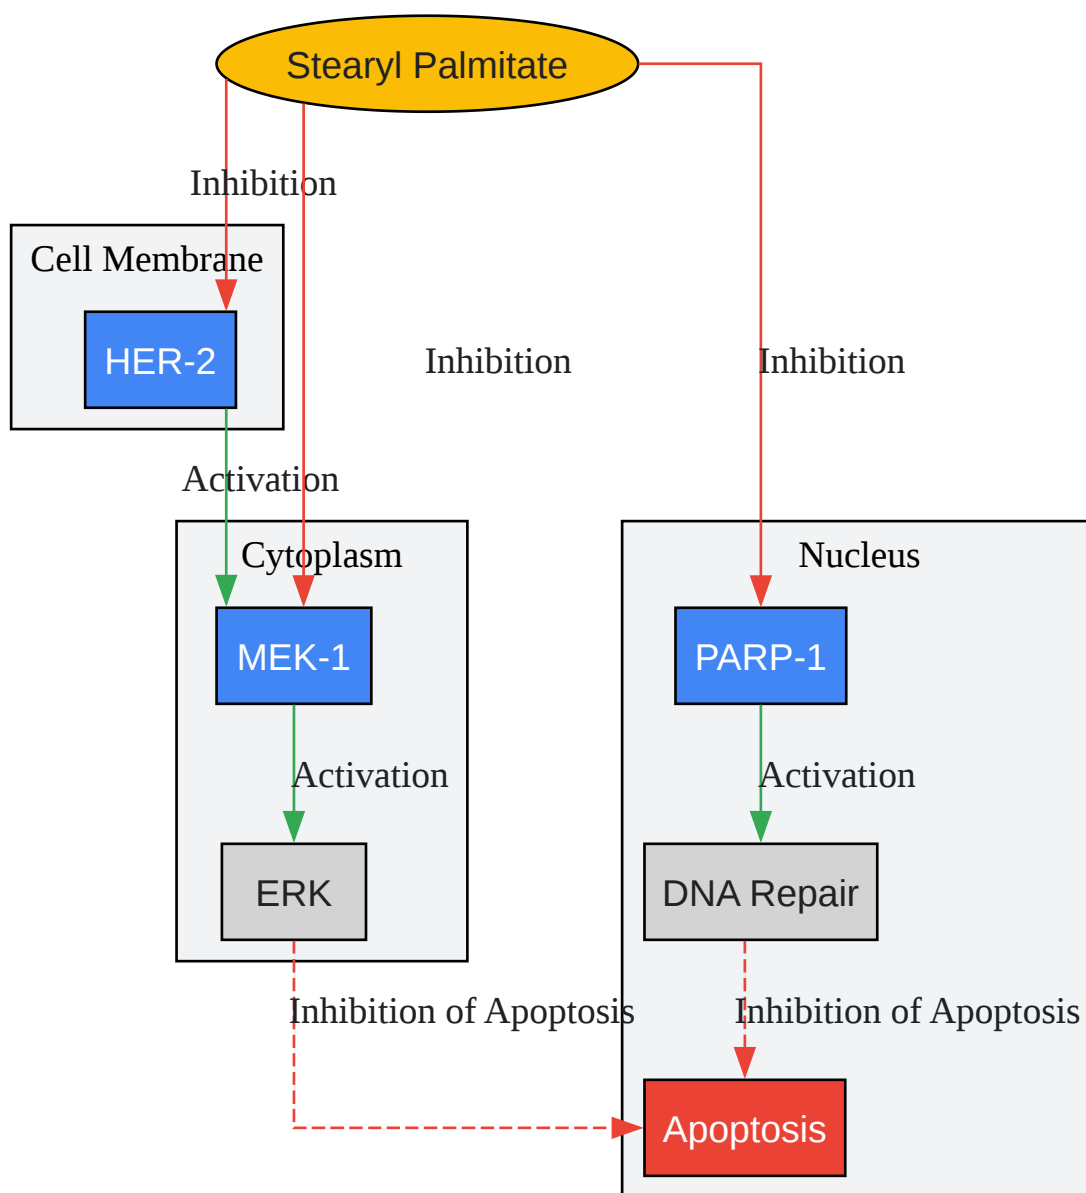 Stearyl Palmitate
Inhibition
Cell Membrane
HER-2
Inhibition
Inhibition
Activation
Cytoplasm
Nucleus
MEK-1
PARP-1
Activation
Activation
ERK
DNA Repair
Inhibition of Apoptosis
Inhibition of Apoptosis
Apoptosis